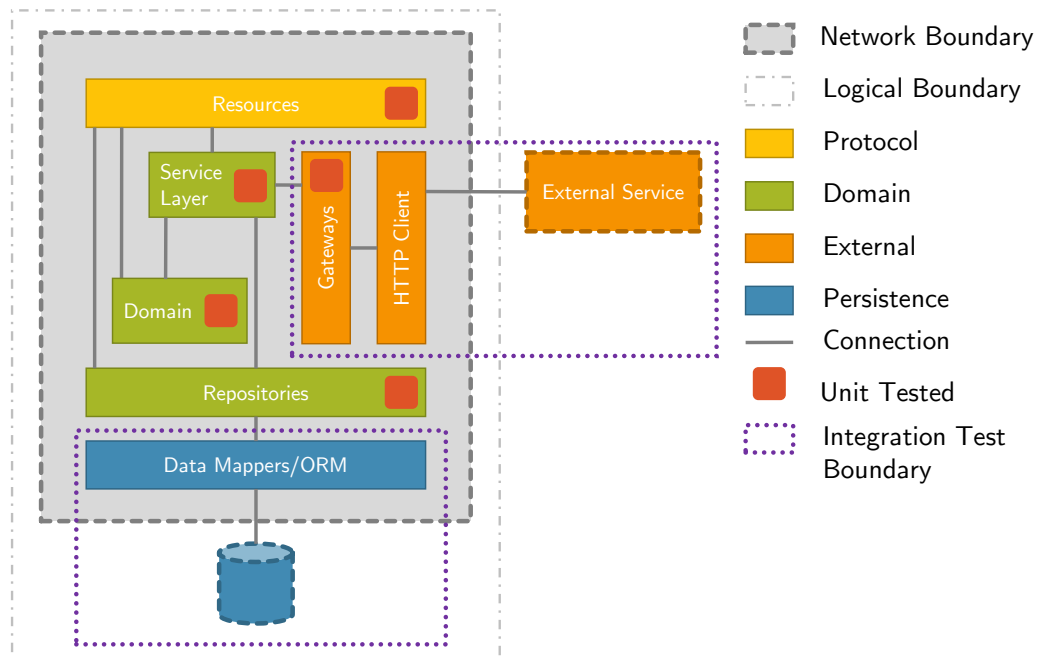 Resources
Service
Layer
Gateways
HTTP Client
External Service
Domain
Repositories
Data Mappers/ORM
Network Boundary
Logical Boundary
Protocol
Domain
External
Persistence
Connection
Unit Tested
Integration Test
Boundary